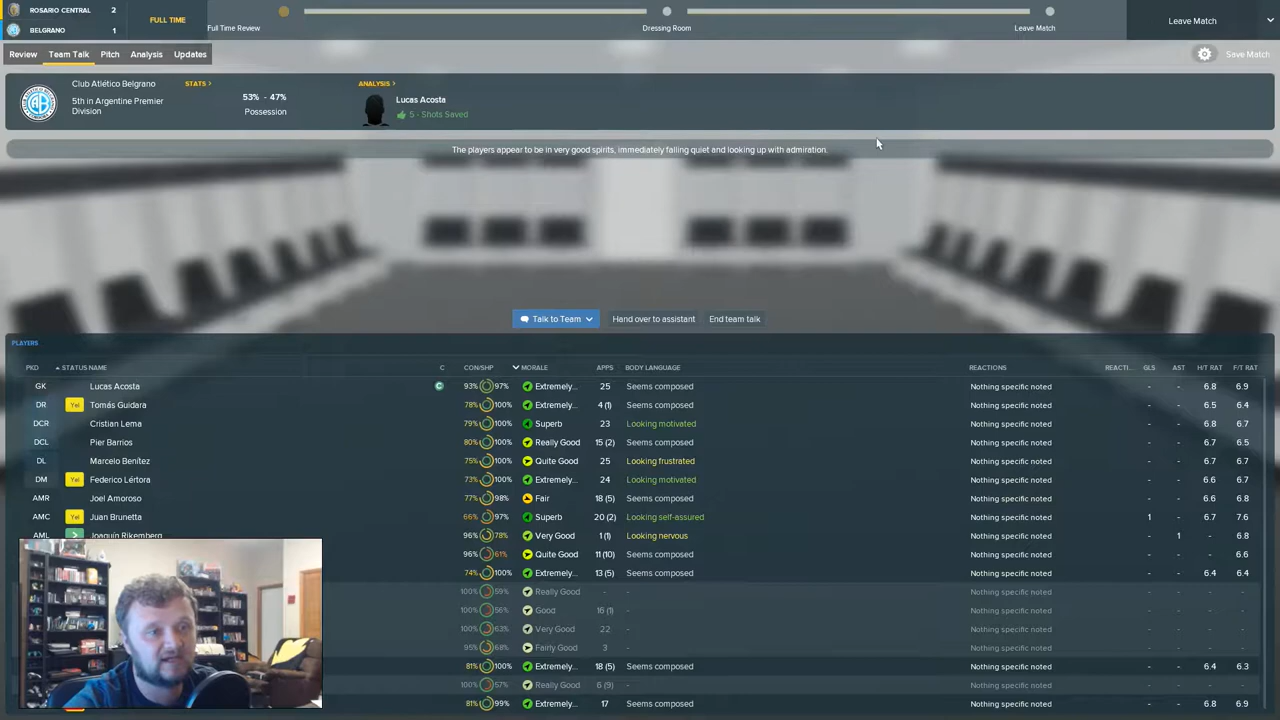 ROSARIO CENTRAL 2
BELGRANO 1
FULL TIME
Full Time Review
Dressing Room
Leave Match
Leave Match
Review Team Talk Pitch Analysis Updates
Save Match
Club Atlético Belgrano
5th in Argentine Premier
Division
STATS >
53% - 47%
Possession
ANALYSIS >
Lucas Acosta
5 - Shots Saved
The players appear to be in very good spirits, immediately falling quiet and looking up with admiration.
Talk to Team Hand over to assistant End team talk
PLAYERS
PKD STATUS NAME C CON/SHP MORALE APPS BODY LANGUAGE REACTIONS REACTI... GLS AST H/T RAT F/T RAT
GK Lucas Acosta C 93% 97% Extremely... 25 Seems composed Nothing specific noted - - 6.8 6.9
DR Yel Tomás Guidara 78% 100% Extremely... 4 (1) Seems composed Nothing specific noted - - 6.5 6.4
DCR Cristian Lema 79% 100% Superb 23 Looking motivated Nothing specific noted - - 6.8 6.7
DCL Pier Barrios 80% 100% Really Good 15 (2) Seems composed Nothing specific noted - - 6.7 6.5
DL Marcelo Benítez 75% 100% Quite Good 25 Looking frustrated Nothing specific noted - - 6.7 6.7
DM Yel Federico Lértora 73% 100% Extremely... 24 Looking motivated Nothing specific noted - - 6.6 6.7
AMR Joel Amoroso 77% 98% Fair 18 (5) Seems composed Nothing specific noted - - 6.6 6.8
AMC Yel Juan Brunetta 66% 97% Superb 20 (2) Looking self-assured Nothing specific noted 1 - 6.7 7.6
AML Joaquín Rikemberg 96% 78% Very Good 1 (1) Looking nervous Nothing specific noted - 1 - 6.8
96% 61% Quite Good 11 (10) Seems composed Nothing specific noted - - - 6.6
74% 100% Extremely... 13 (5) Seems composed Nothing specific noted - - 6.4 6.4
100% 59% Really Good - - Nothing specific noted - - - -
100% 56% Good 16 (1) - Nothing specific noted - - - -
100% 63% Very Good 22 - Nothing specific noted - - - -
95% 68% Fairly Good 3 - Nothing specific noted - - - -
81% 100% Extremely... 18 (5) Seems composed Nothing specific noted - - 6.4 6.3
100% 57% Really Good 6 (9) - Nothing specific noted - - - -
81% 99% Extremely... 17 Seems composed Nothing specific noted - - 6.8 6.9